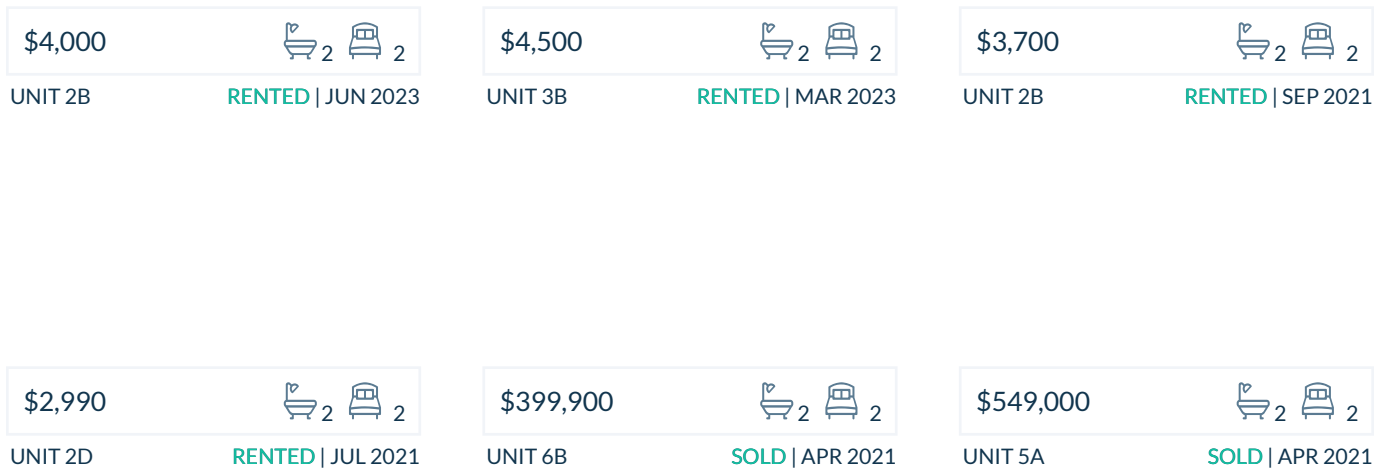 $4,000 2 2 $4,500 2 2 $3,700 2 2
UNIT 2B RENTED | JUN 2023 UNIT 3B RENTED | MAR 2023 UNIT 2B RENTED | SEP 2021
$2,990 2 2 $399,900 2 2 $549,000 2 2
UNIT 2D RENTED | JUL 2021 UNIT 6B SOLD | APR 2021 UNIT 5A SOLD | APR 2021